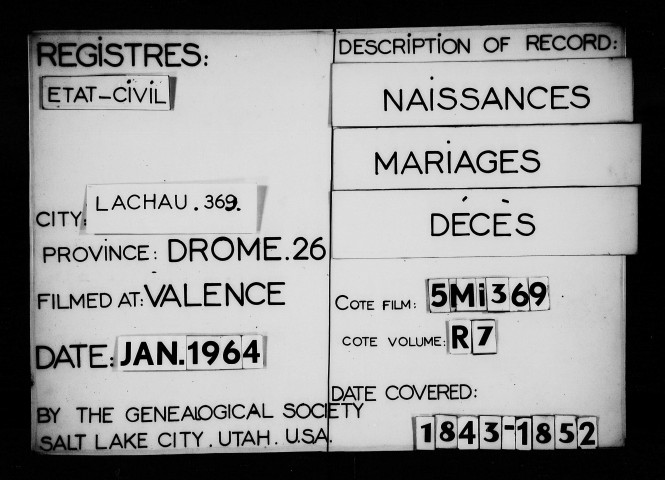 REGISTRES:
ETAT-CIVIL
CITY: LACHAU. 369.
PROVINCE: DROME. 26
FILMED AT: VALENCE
DATE: JAN. 1964
BY THE GENEALOGICAL SOCIETY
SALT LAKE CITY. UTAH. U.S.A.
DESCRIPTION OF RECORD:
NAISSANCES
MARIAGES
DÉCÈS
COTE FILM: 5Mi369
COTE VOLUME: R7
DATE COVERED:
1843-1852